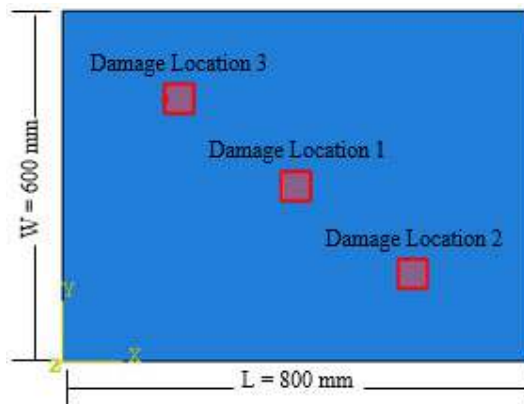 Damage Location 3
Damage Location 1
Damage Location 2
W = 600 mm
Y
Z
X
L = 800 mm